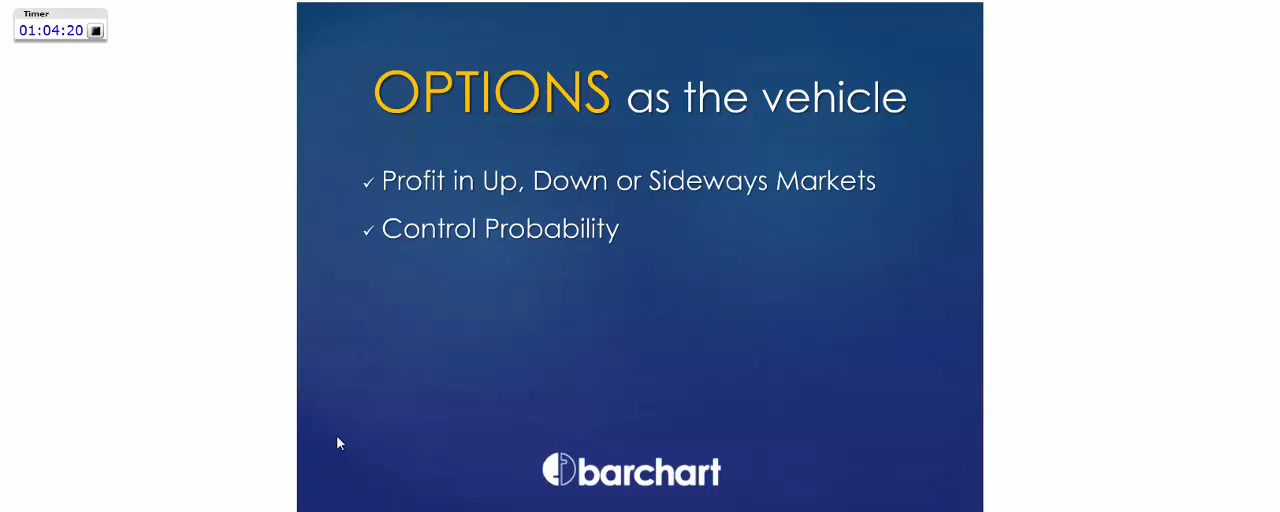 Timer
01:04:20
OPTIONS as the vehicle
✓ Profit in Up, Down or Sideways Markets
✓ Control Probability
barchart